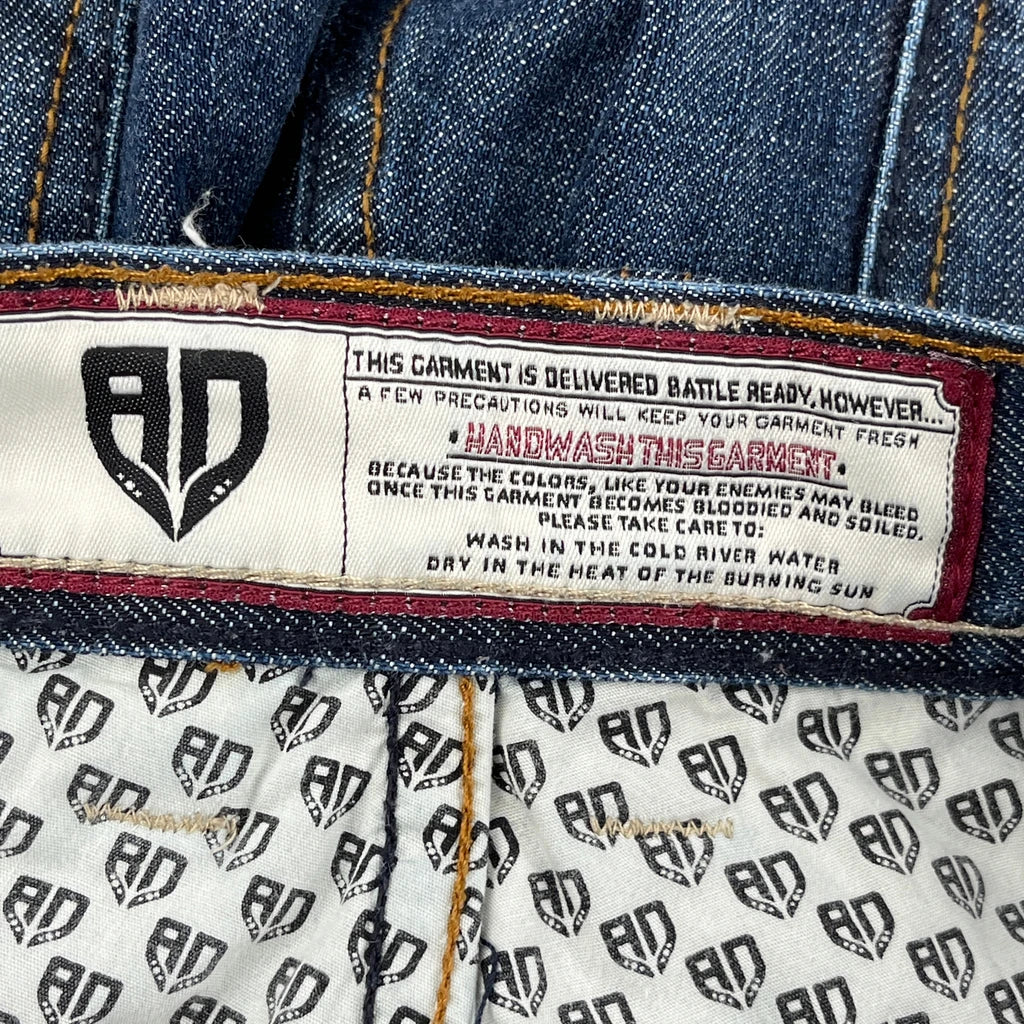 AD
THIS GARMENT IS DELIVERED BATTLE READY, HOWEVER...
A FEW PRECAUTIONS WILL KEEP YOUR GARMENT FRESH
• HANDWASH THIS GARMENT •
BECAUSE THE COLORS, LIKE YOUR ENEMIES MAY BLEED
ONCE THIS GARMENT BECOMES BLOODIED AND SOILED.
PLEASE TAKE CARE TO:
WASH IN THE COLD RIVER WATER
DRY IN THE HEAT OF THE BURNING SUN